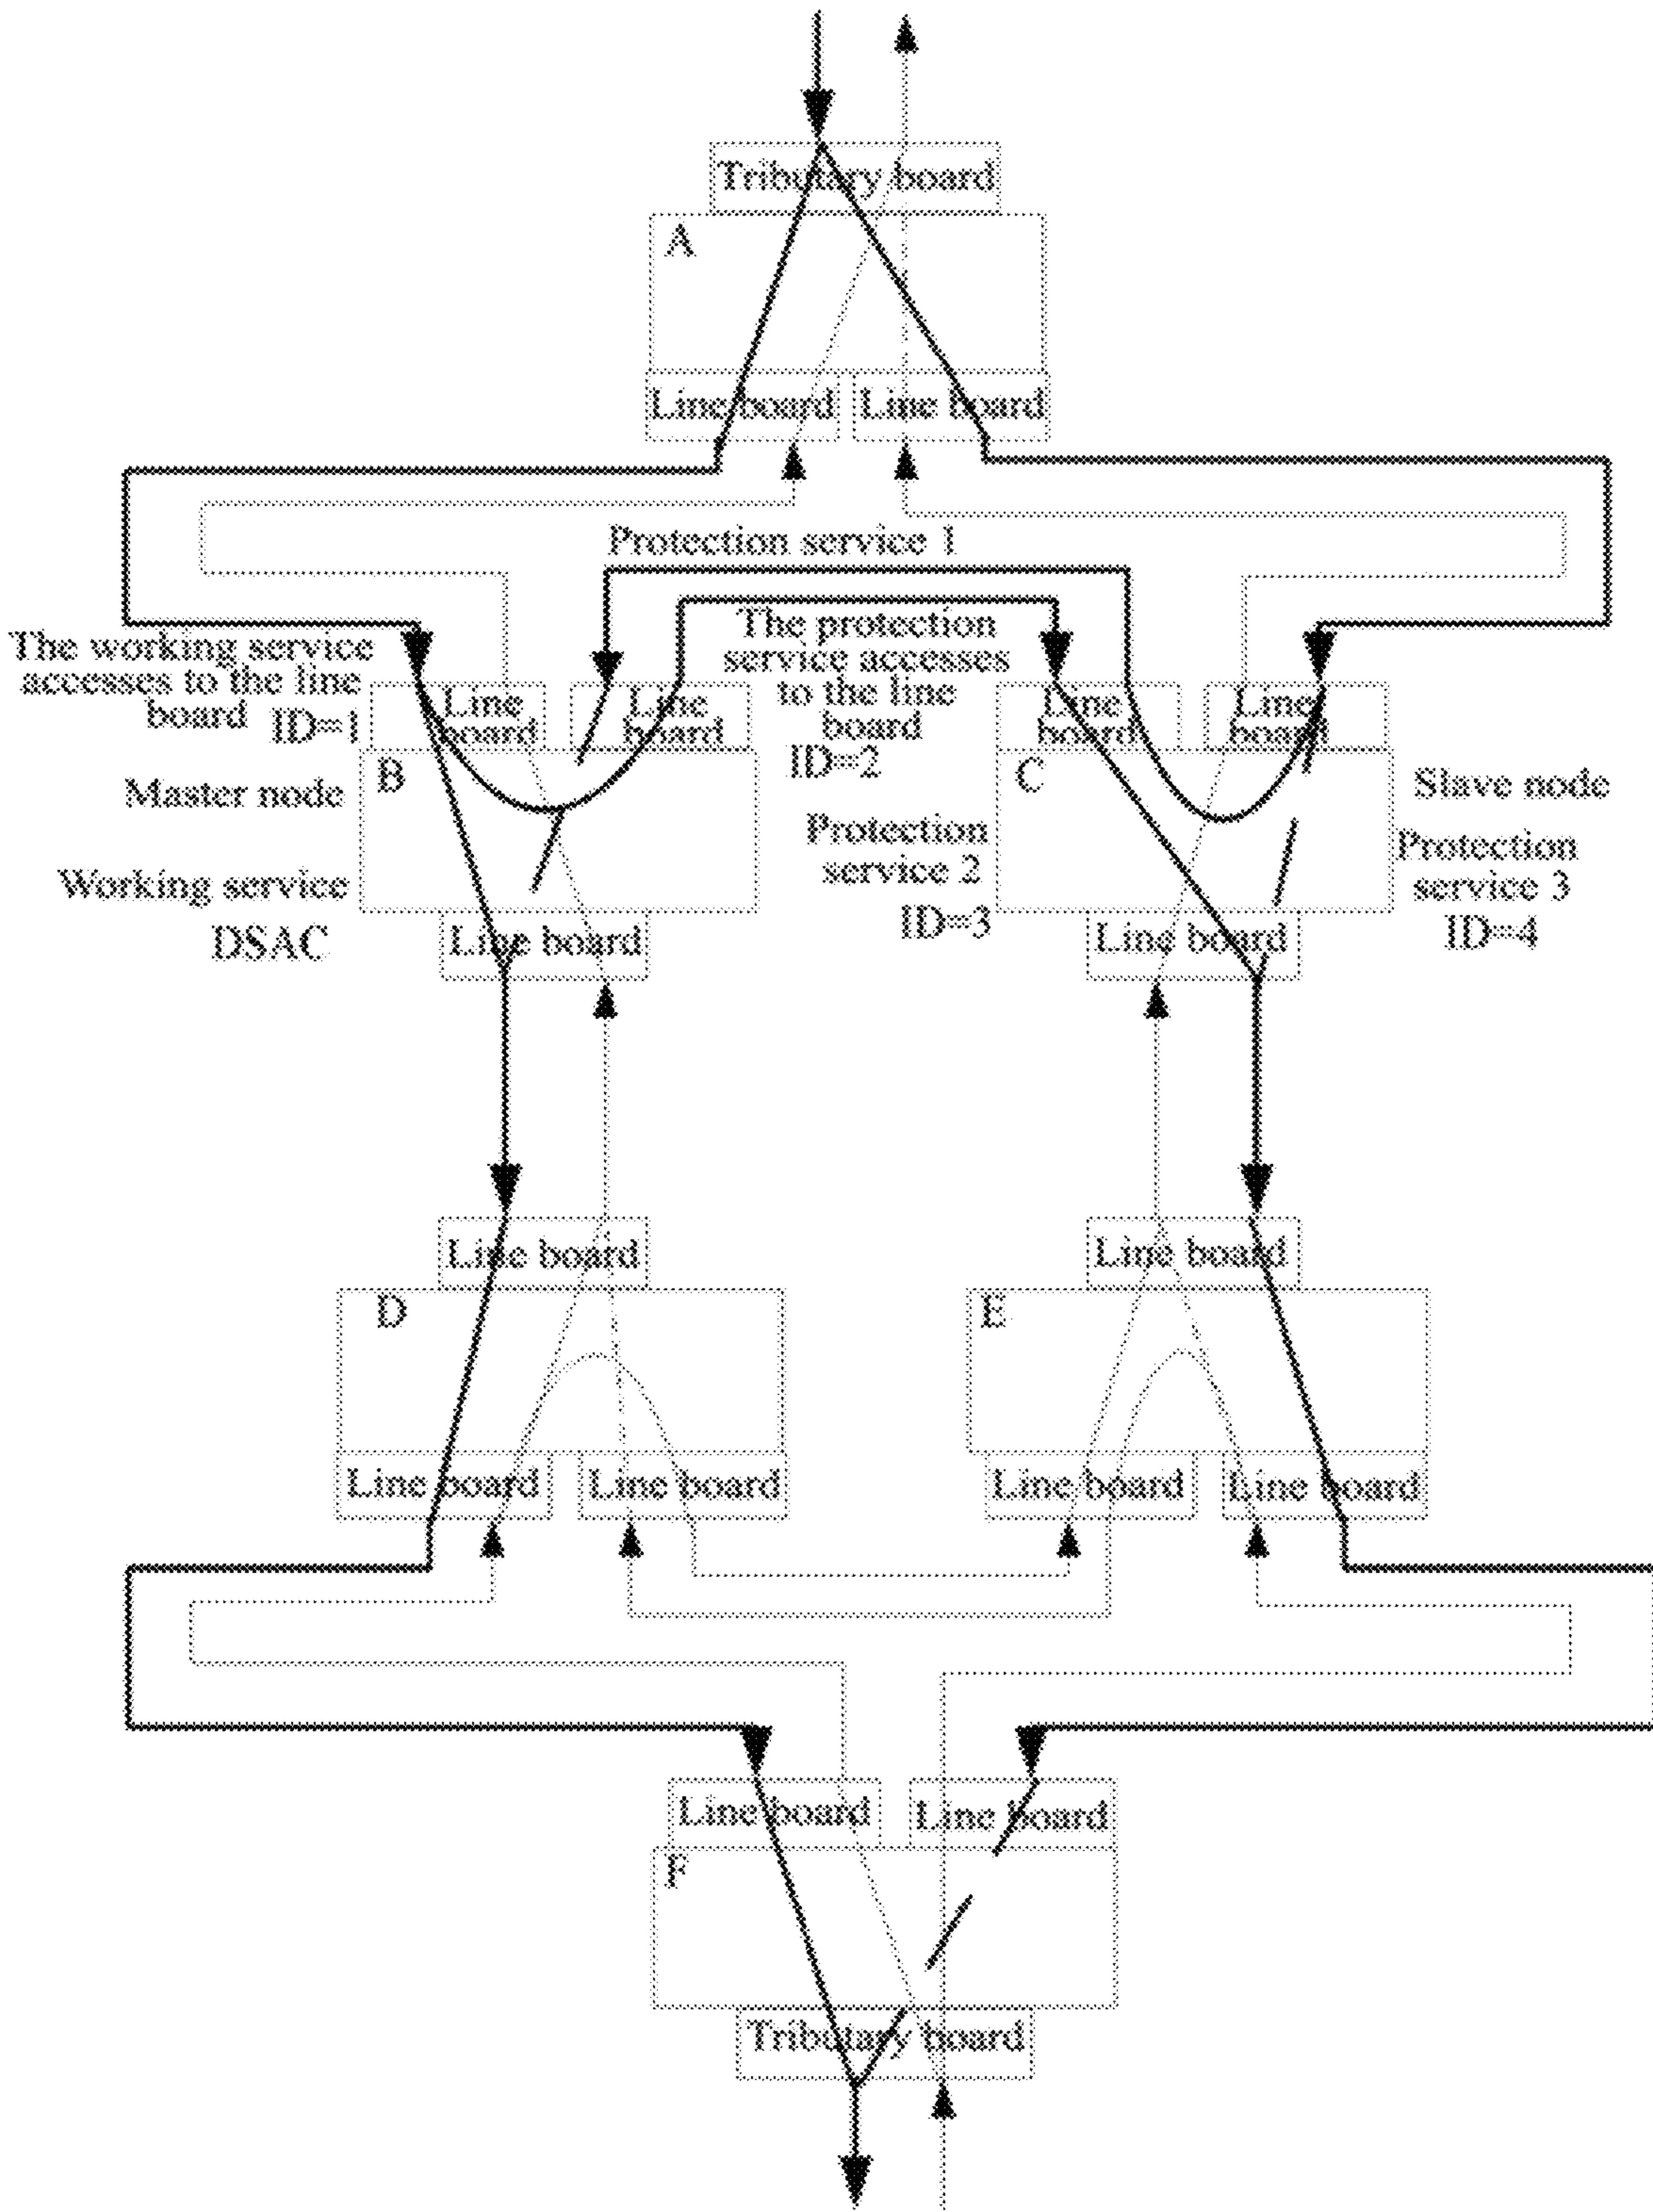 Tributary board
A
Line board
Line board
Protection service 1
The working service
accesses to the line
board
ID=1
The protection
service accesses
to the line
board
ID=2
Line
board
Line
board
Line
board
Line
board
B
C
Master node
Slave node
Working service
DSAC
Protection
service 2
ID=3
Protection
service 3
ID=4
Line board
Line board
Line board
Line board
D
E
Line board
Line board
Line board
Line board
Line board
Line board
F
Tributary board